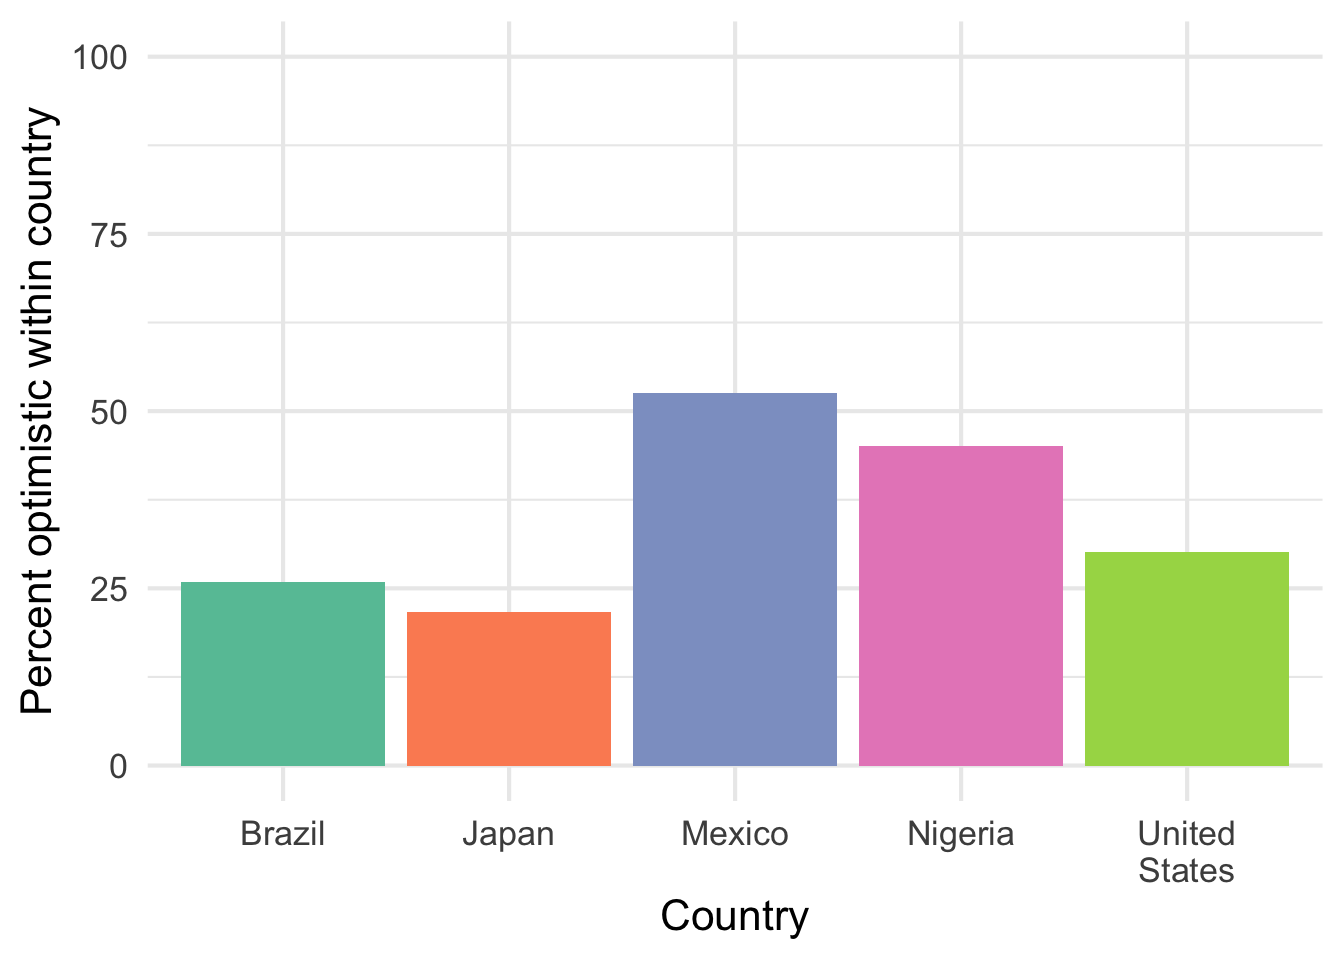 100
75
50
25
0
Percent optimistic within country
Brazil
Japan
Mexico
Nigeria
United
States
Country